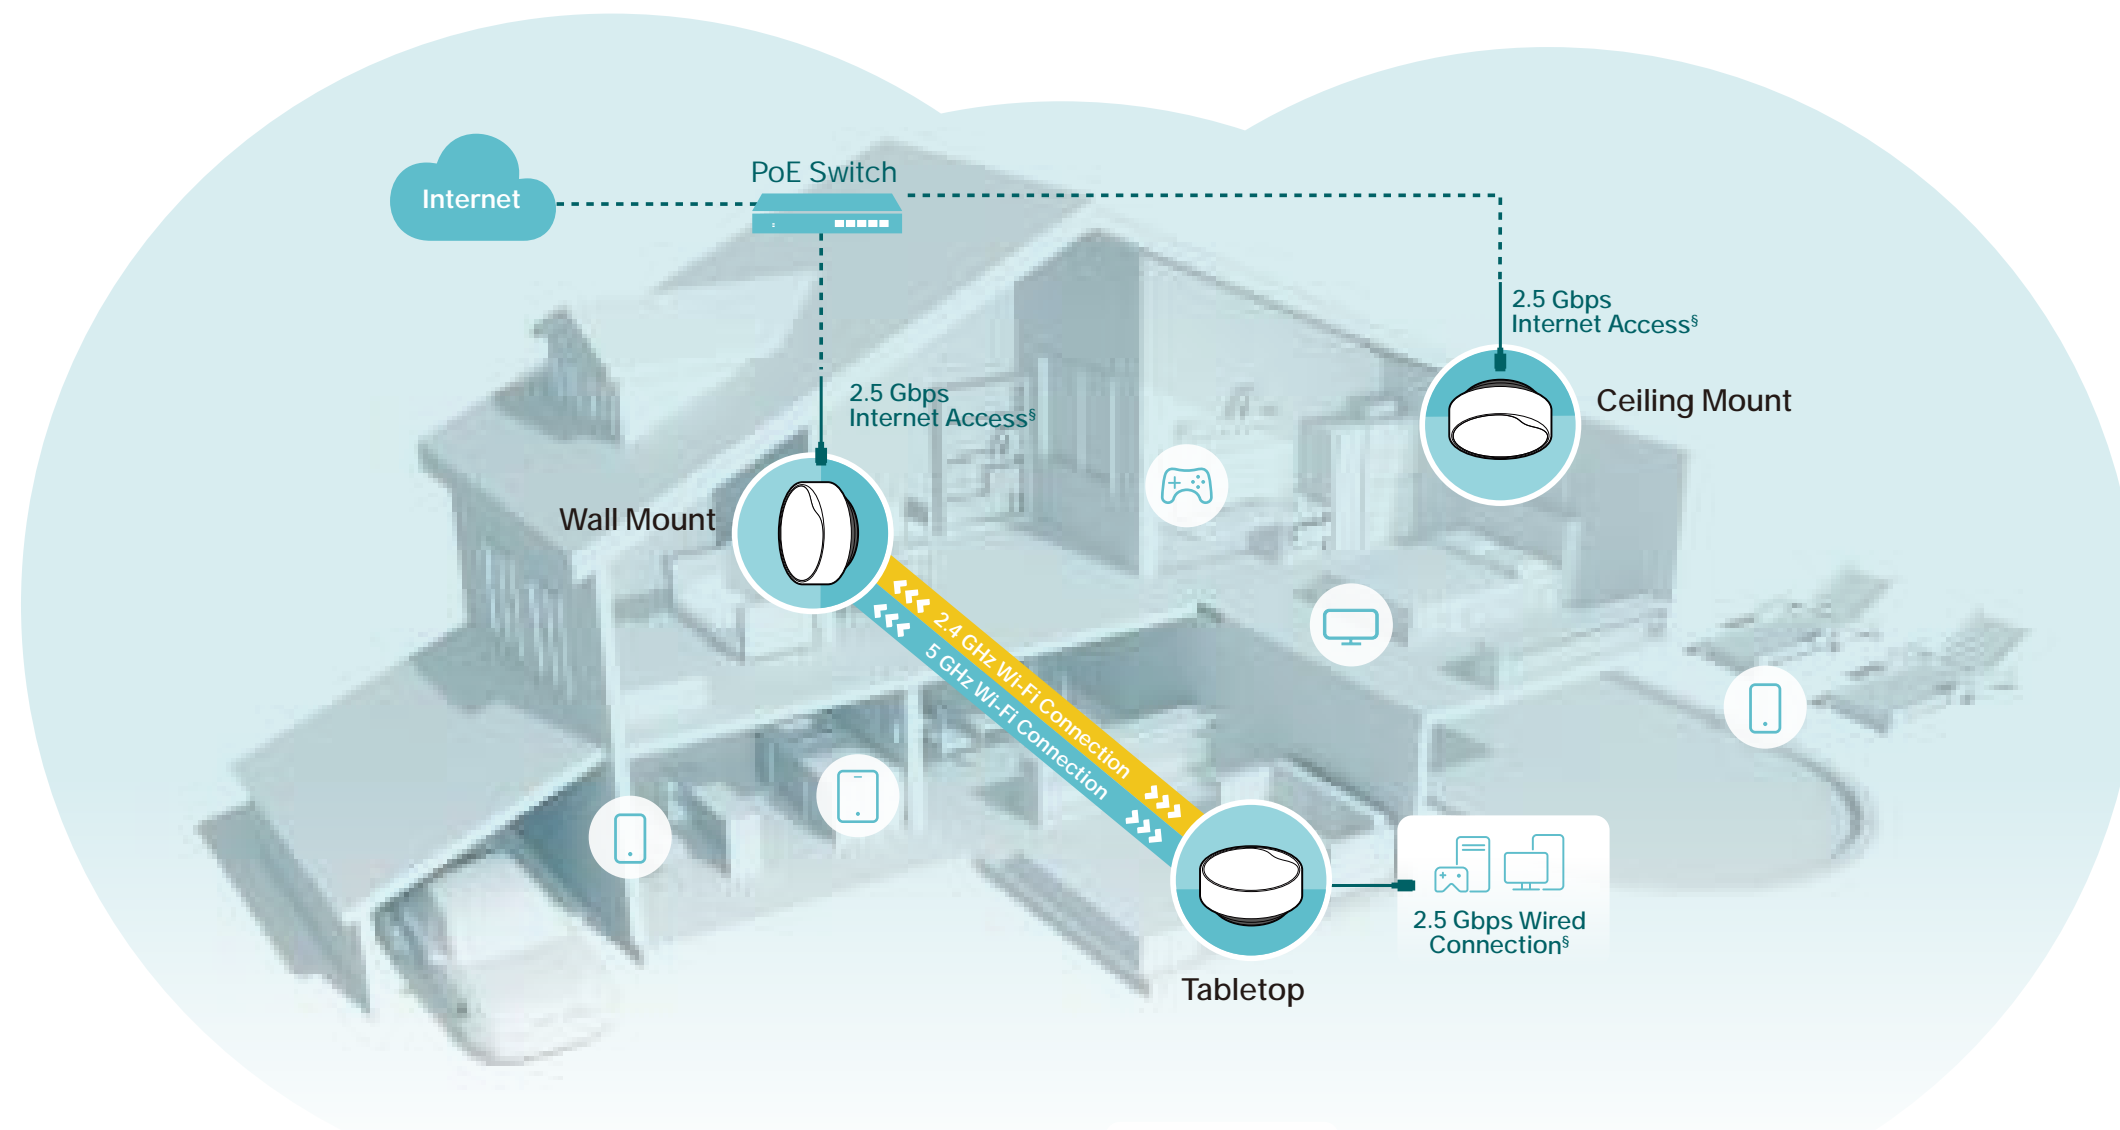 PoE Switch
Internet
2.5 Gbps
Internet Access§
2.5 Gbps
Internet Access§
Ceiling Mount
Wall Mount
2.4 GHz Wi-Fi Connection
5 GHz Wi-Fi Connection
2.5 Gbps Wired
Connection§
Tabletop